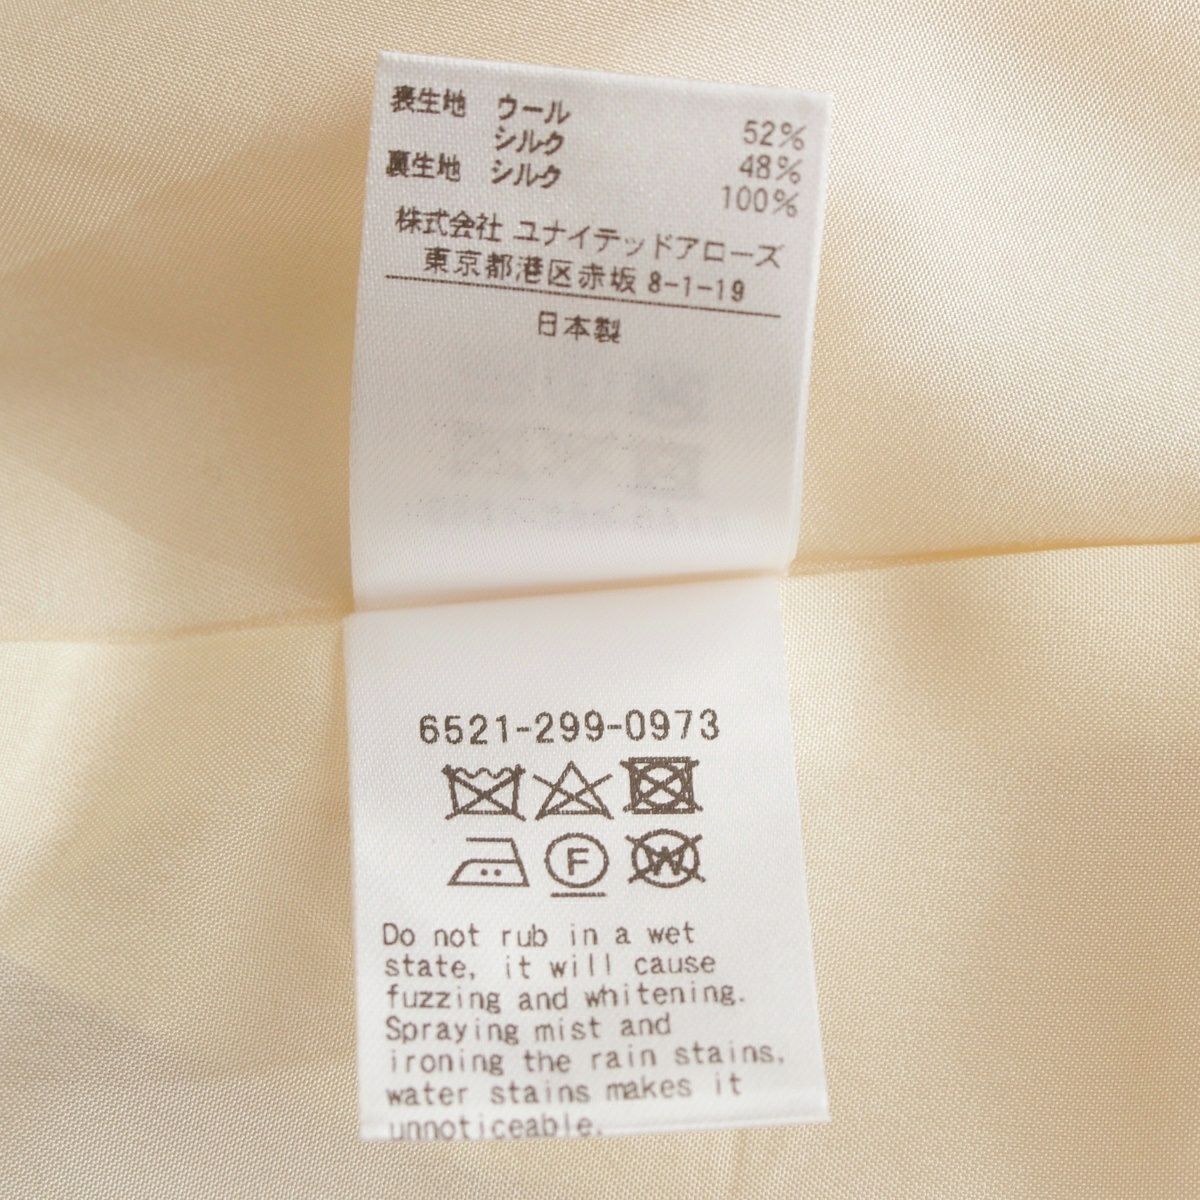 表生地 ウール 52%
シルク 48%
裏生地 シルク 100%
株式会社 ユナイテッドアローズ
東京都港区赤坂 8-1-19
日本製
6521-299-0973
F W
Do not rub in a wet
state, it will cause
fuzzing and whitening.
Spraying mist and
ironing the rain stains,
water stains makes it
unnoticeable.